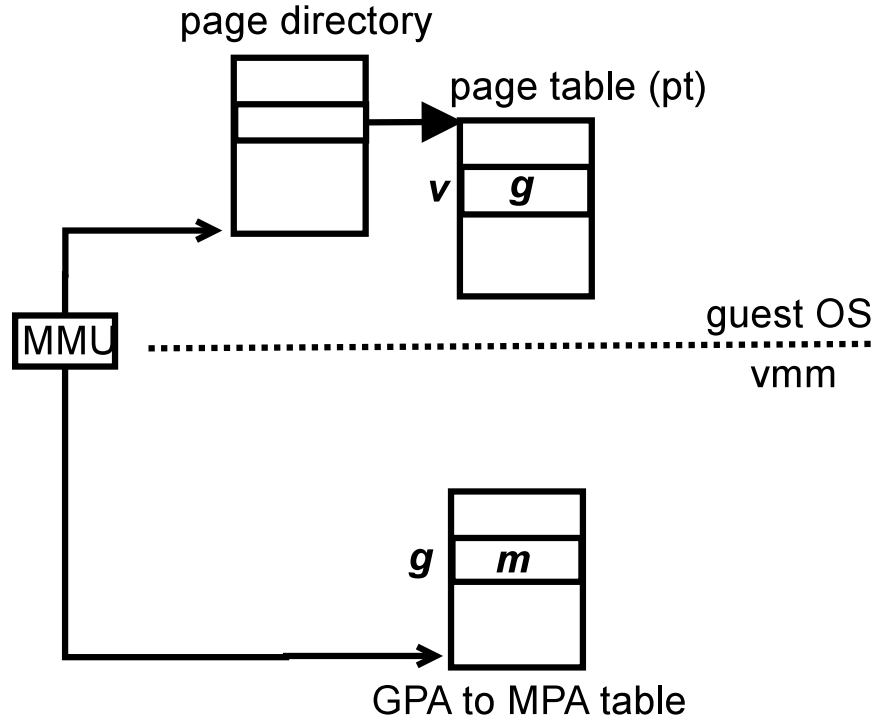 page directory
page table (pt)
v
g
guest OS
MMU
vmm
g
m
GPA to MPA table